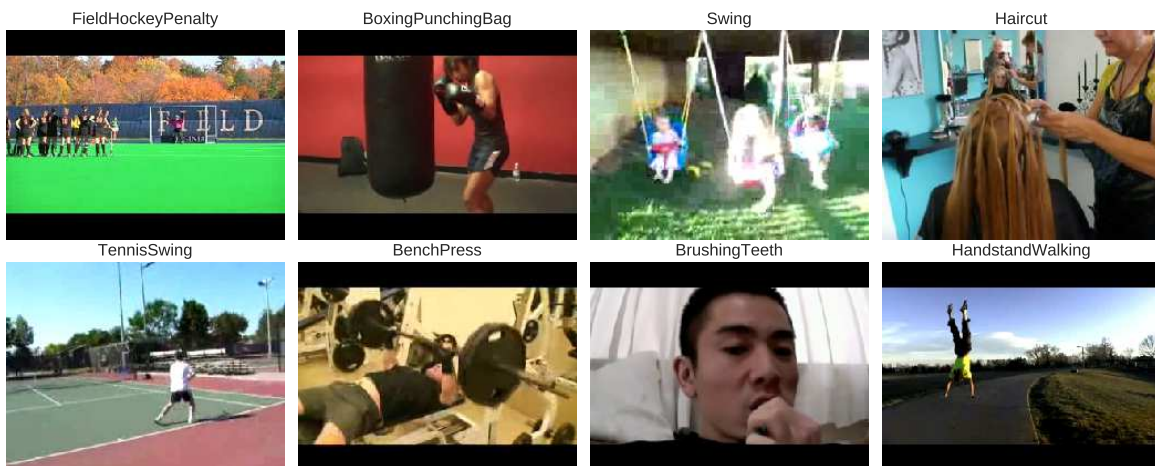 FieldHockeyPenalty
BoxingPunchingBag
Swing
Haircut
FIELD
TennisSwing
BenchPress
BrushingTeeth
HandstandWalking